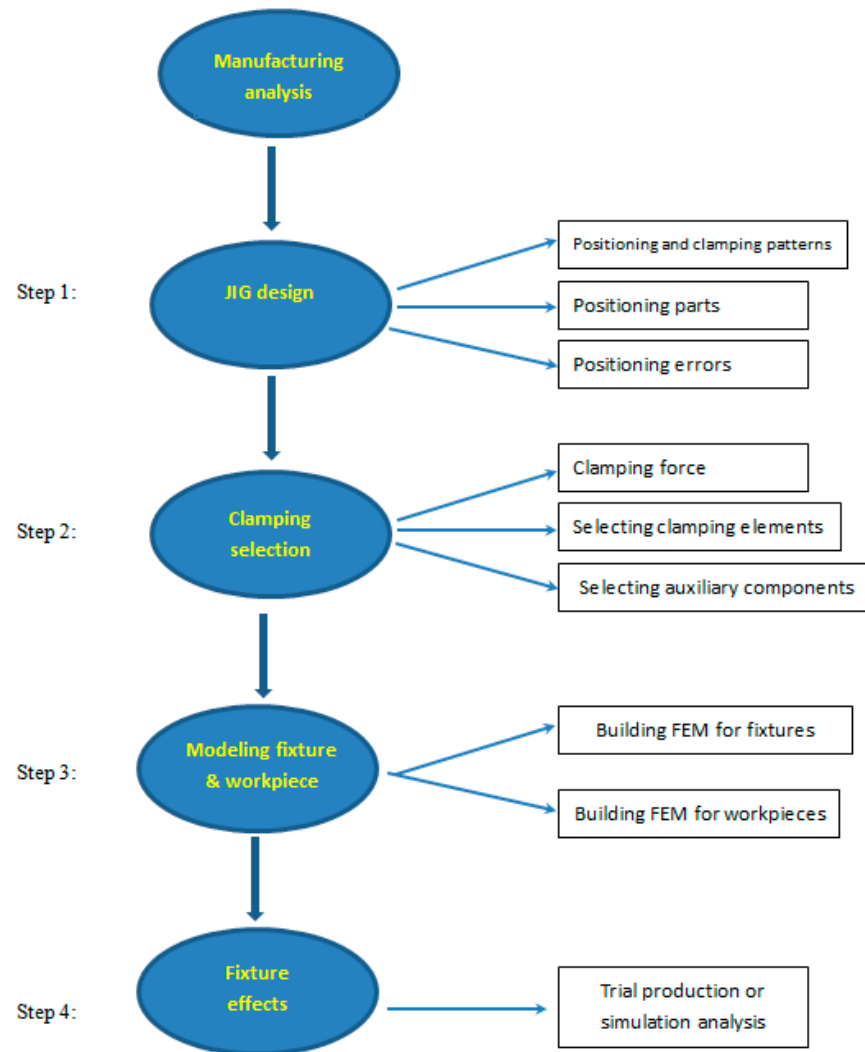 Manufacturing
analysis
Step 1:
JIG design
Positioning and clamping patterns
Positioning parts
Positioning errors
Step 2:
Clamping
selection
Clamping force
Selecting clamping elements
Selecting auxiliary components
Step 3:
Modeling fixture
& workpiece
Building FEM for fixtures
Building FEM for workpieces
Step 4:
Fixture
effects
Trial production or
simulation analysis